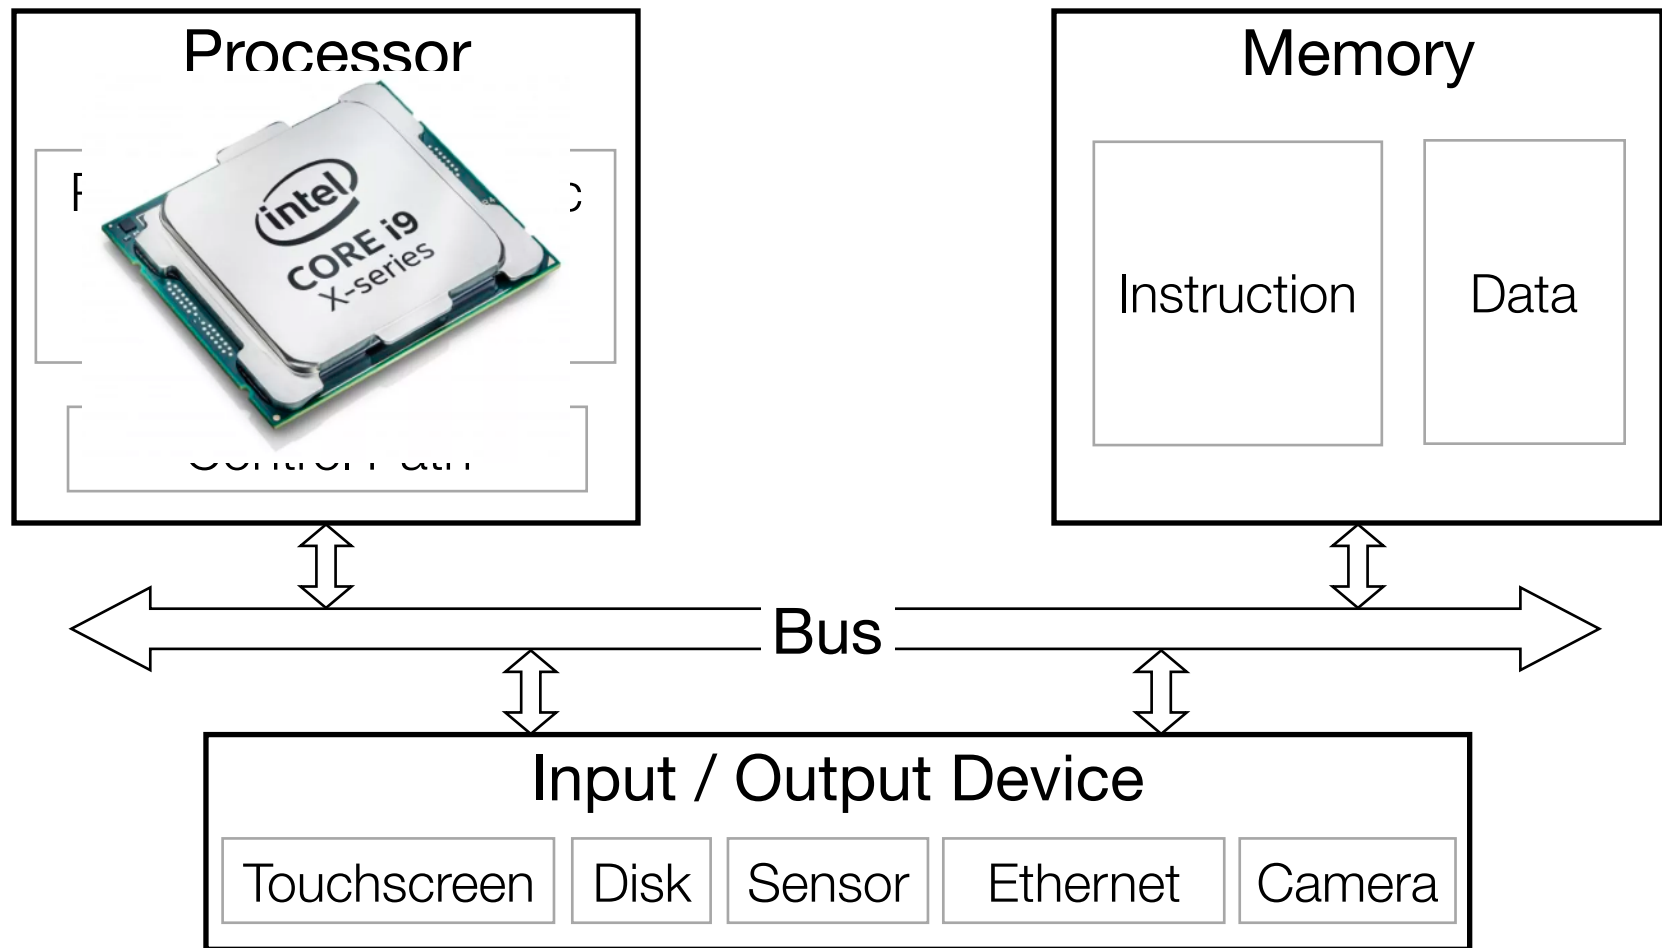 Processor
intel
CORE i9
X-series
Memory
Instruction
Data
Bus
Input / Output Device
Touchscreen
Disk
Sensor
Ethernet
Camera